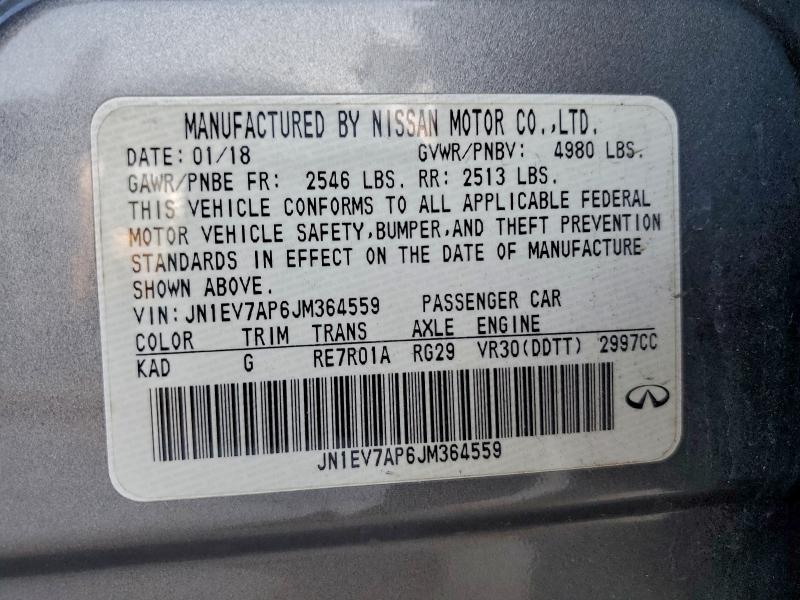 MANUFACTURED BY NISSAN MOTOR CO.,LTD.
DATE: 01/18 GVWR/PNBV: 4980 LBS.
GAWR/PNBE FR: 2546 LBS. RR: 2513 LBS.
THIS VEHICLE CONFORMS TO ALL APPLICABLE FEDERAL
MOTOR VEHICLE SAFETY,BUMPER,AND THEFT PREVENTION
STANDARDS IN EFFECT ON THE DATE OF MANUFACTURE
SHOWN ABOVE.
VIN: JN1EV7AP6JM364559 PASSENGER CAR
COLOR TRIM TRANS AXLE ENGINE
KAD G RE7R01A RG29 VR30(DDTT) 2997CC
JN1EV7AP6JM364559